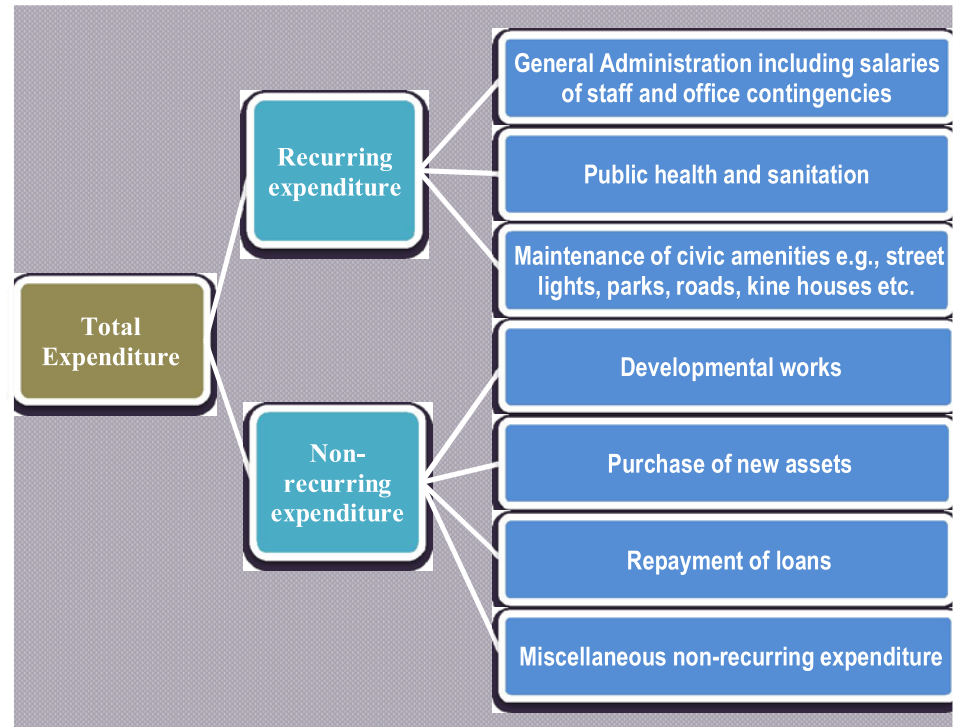 General Administration including salaries
of staff and office contingencies
Recurring
expenditure
Public health and sanitation
Maintenance of civic amenities e.g., street
lights, parks, roads, kine houses etc.
Total
Expenditure
Developmental works
Non-
recurring
expenditure
Purchase of new assets
Repayment of loans
Miscellaneous non-recurring expenditure